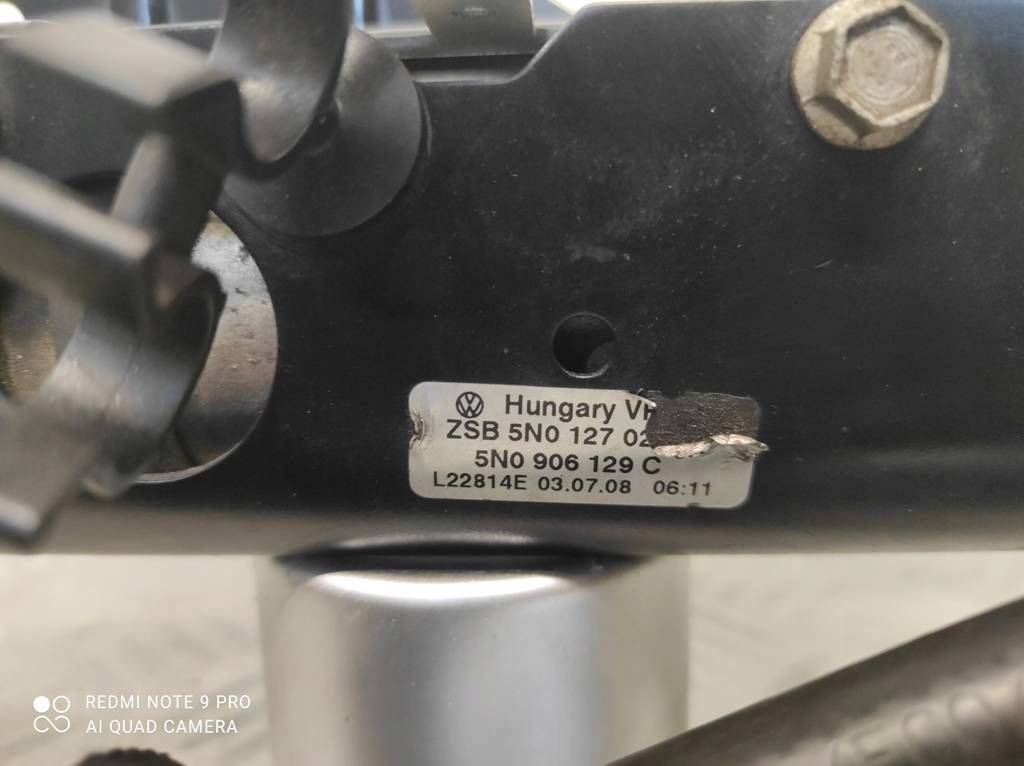 Hungary
ZSB 5N0 127
5N0 906 129 C
L22814E 03.07.08 06:11
REDMI NOTE 9 PRO
AI QUAD CAMERA